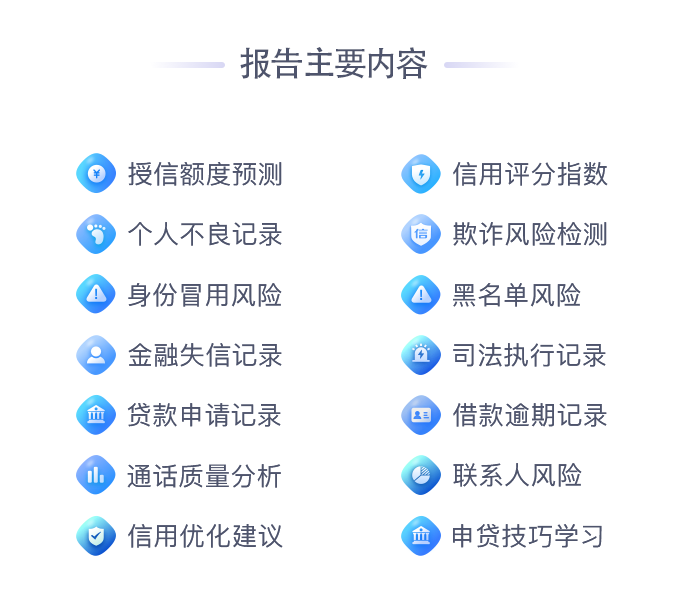 报告主要内容
授信额度预测
信用评分指数
个人不良记录
信
欺诈风险检测
身份冒用风险
黑名单风险
金融失信记录
司法执行记录
贷款申请记录
借款逾期记录
通话质量分析
联系人风险
信用优化建议
申贷技巧学习